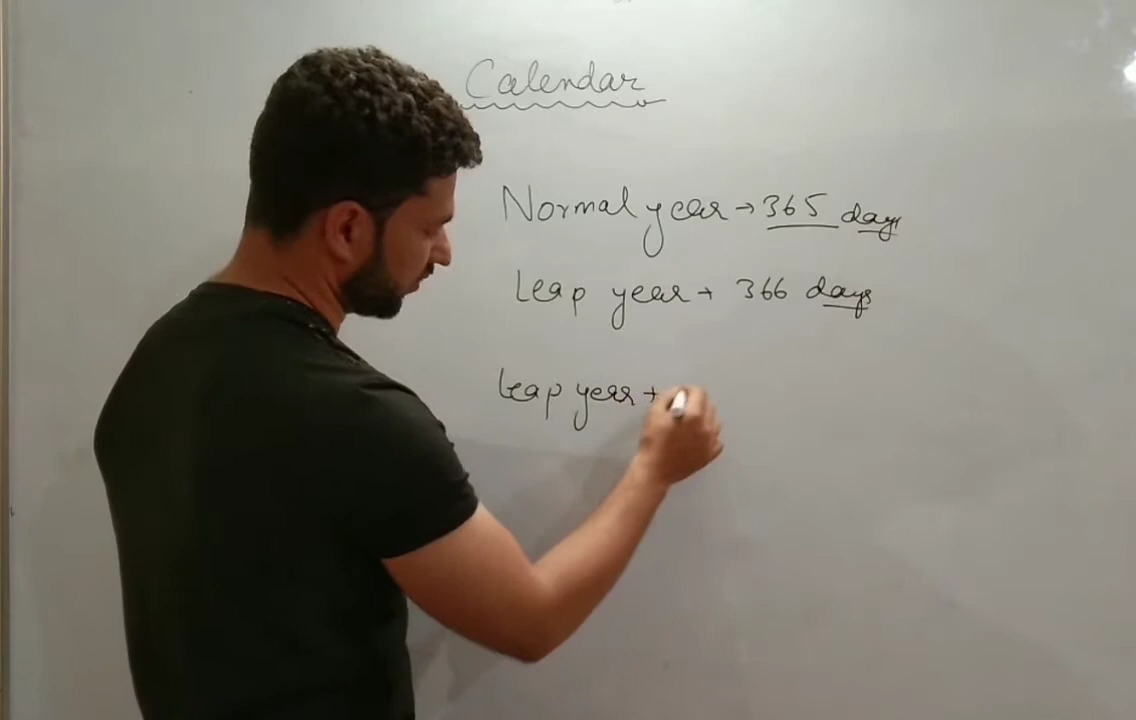 Calendar
Normal year → 365 days
Leap year → 366 days
Leap year →